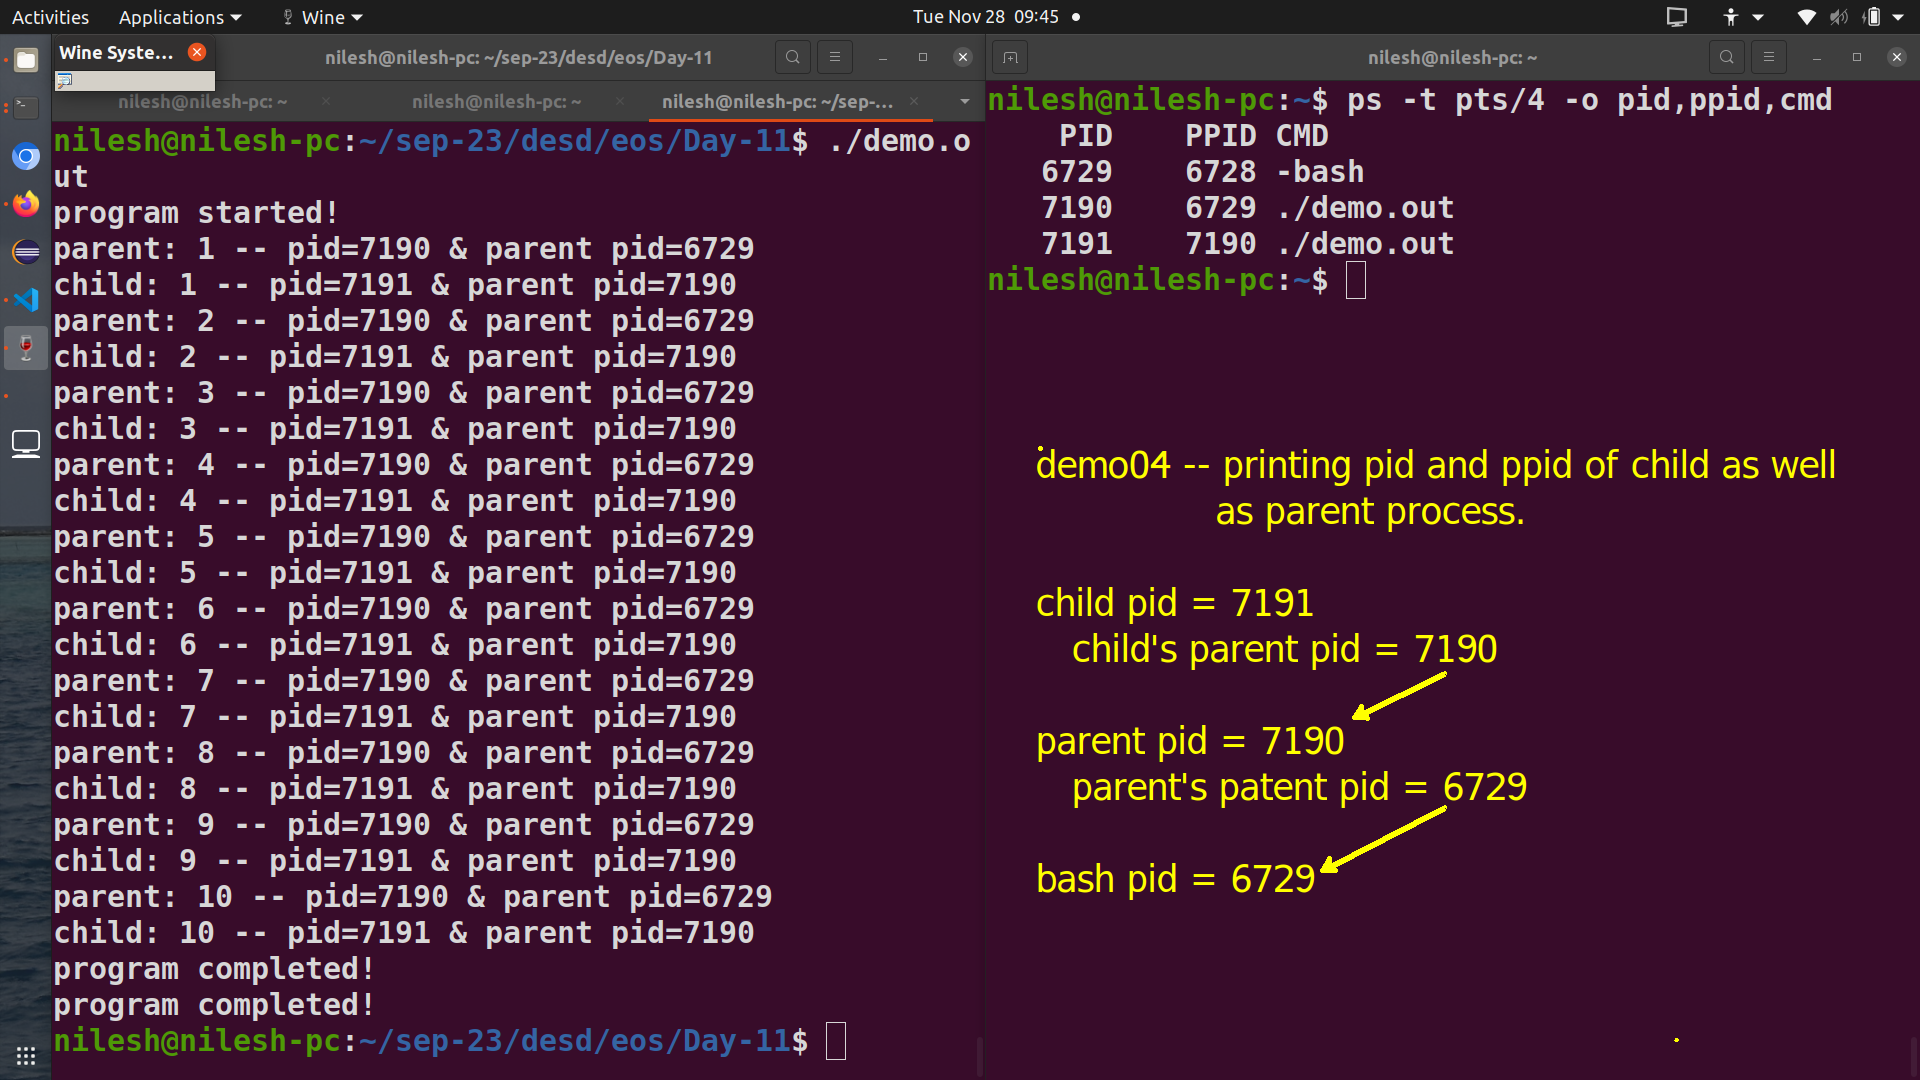 Activities Applications Wine Tue Nov 28 09:45
Wine Syste...
nilesh@nilesh-pc: ~/sep-23/desd/eos/Day-11
nilesh@nilesh-pc: ~ nilesh@nilesh-pc: ~ nilesh@nilesh-pc: ~/sep-...
nilesh@nilesh-pc:~/sep-23/desd/eos/Day-11$ ./demo.o
ut
program started!
parent: 1 -- pid=7190 & parent pid=6729
child: 1 -- pid=7191 & parent pid=7190
parent: 2 -- pid=7190 & parent pid=6729
child: 2 -- pid=7191 & parent pid=7190
parent: 3 -- pid=7190 & parent pid=6729
child: 3 -- pid=7191 & parent pid=7190
parent: 4 -- pid=7190 & parent pid=6729
child: 4 -- pid=7191 & parent pid=7190
parent: 5 -- pid=7190 & parent pid=6729
child: 5 -- pid=7191 & parent pid=7190
parent: 6 -- pid=7190 & parent pid=6729
child: 6 -- pid=7191 & parent pid=7190
parent: 7 -- pid=7190 & parent pid=6729
child: 7 -- pid=7191 & parent pid=7190
parent: 8 -- pid=7190 & parent pid=6729
child: 8 -- pid=7191 & parent pid=7190
parent: 9 -- pid=7190 & parent pid=6729
child: 9 -- pid=7191 & parent pid=7190
parent: 10 -- pid=7190 & parent pid=6729
child: 10 -- pid=7191 & parent pid=7190
program completed!
program completed!
nilesh@nilesh-pc:~/sep-23/desd/eos/Day-11$
nilesh@nilesh-pc: ~
nilesh@nilesh-pc:~$ ps -t pts/4 -o pid,ppid,cmd
PID PPID CMD
6729 6728 -bash
7190 6729 ./demo.out
7191 7190 ./demo.out
nilesh@nilesh-pc:~$
demo04 -- printing pid and ppid of child as well
as parent process.
child pid = 7191
child's parent pid = 7190
parent pid = 7190
parent's patent pid = 6729
bash pid = 6729